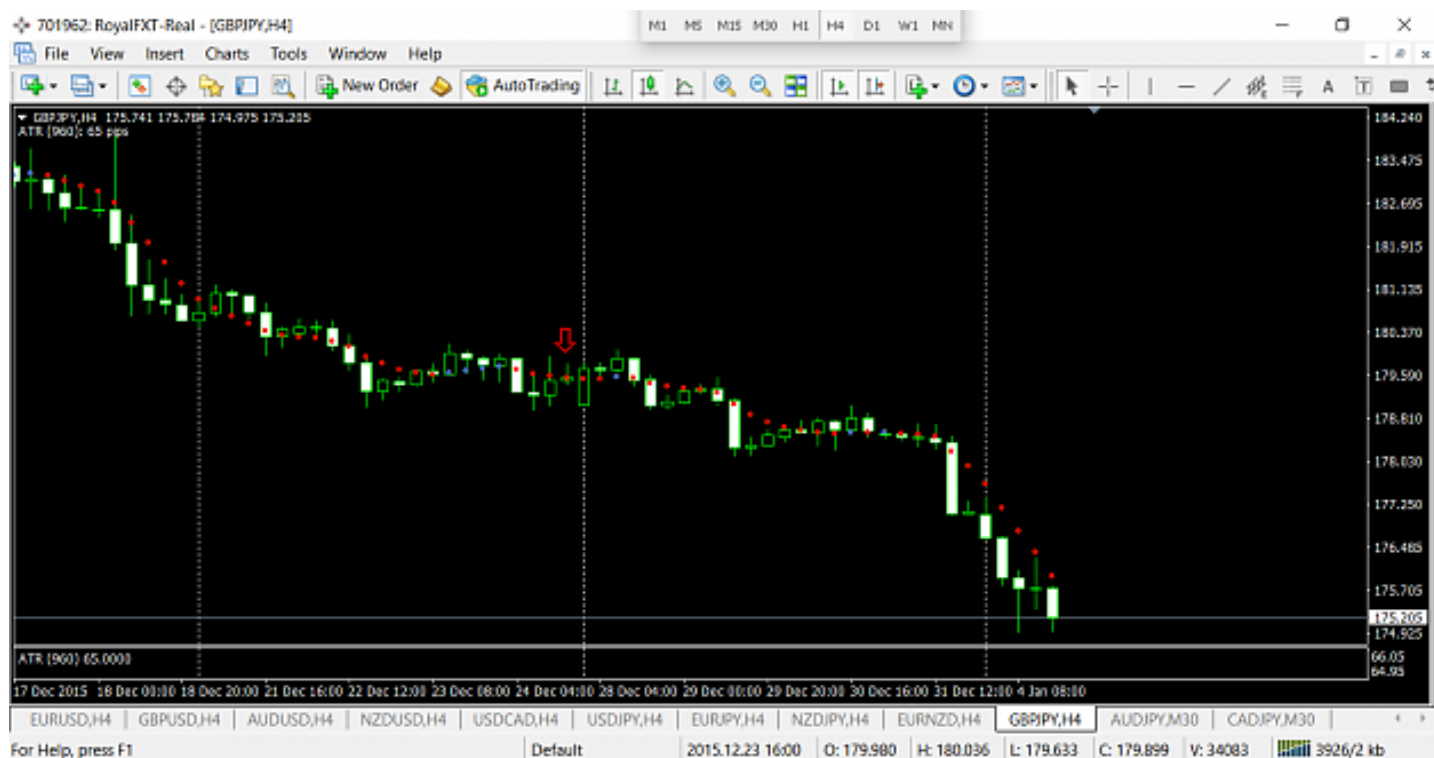 701962: RoyalFXT-Real - [GBPJPY,H4]
M1 M5 M15 M30 H1 H4 D1 W1 MN
File View Insert Charts Tools Window Help
New Order AutoTrading
GBPJPY,H4 175.741 175.764 174.975 175.205
ATR (960): 65 pps
184.240
183.475
182.695
181.915
181.135
180.370
179.590
178.810
178.030
177.250
176.485
175.705
175.205
174.925
ATR (960) 65.0000
66.05
64.95
17 Dec 2015 18 Dec 00:00 18 Dec 20:00 21 Dec 16:00 22 Dec 12:00 23 Dec 08:00 24 Dec 04:00 28 Dec 04:00 29 Dec 00:00 29 Dec 20:00 30 Dec 16:00 31 Dec 12:00 4 Jan 08:00
EURUSD,H4 GBPUSD,H4 AUDUSD,H4 NZDUSD,H4 USDCAD,H4 USDJPY,H4 EURJPY,H4 NZDJPY,H4 EURNZD,H4 GBPJPY,H4 AUDJPY,M30 CADJPY,M30
For Help, press F1 Default 2015.12.23 16:00 O: 179.980 H: 180.036 L: 179.633 C: 179.899 V: 34083 3926/2 kb